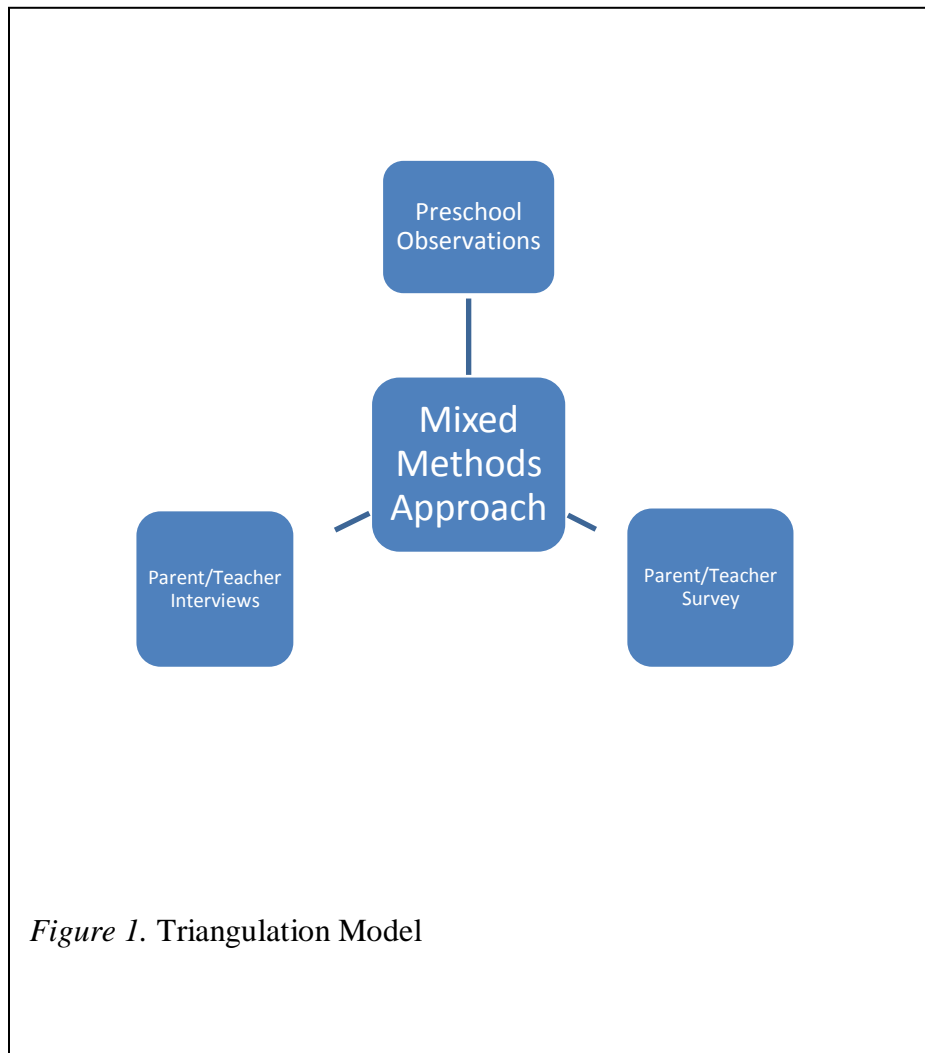 Preschool
Observations
Mixed
Methods
Approach
Parent/Teacher
Interviews
Parent/Teacher
Survey
Figure 1. Triangulation Model